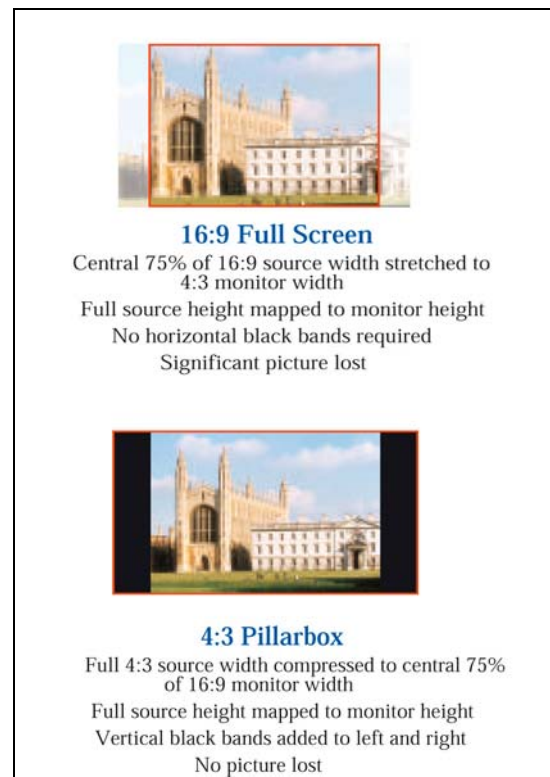 16:9 Full Screen
Central 75% of 16:9 source width stretched to
4:3 monitor width
Full source height mapped to monitor height
No horizontal black bands required
Significant picture lost
4:3 Pillarbox
Full 4:3 source width compressed to central 75%
of 16:9 monitor width
Full source height mapped to monitor height
Vertical black bands added to left and right
No picture lost